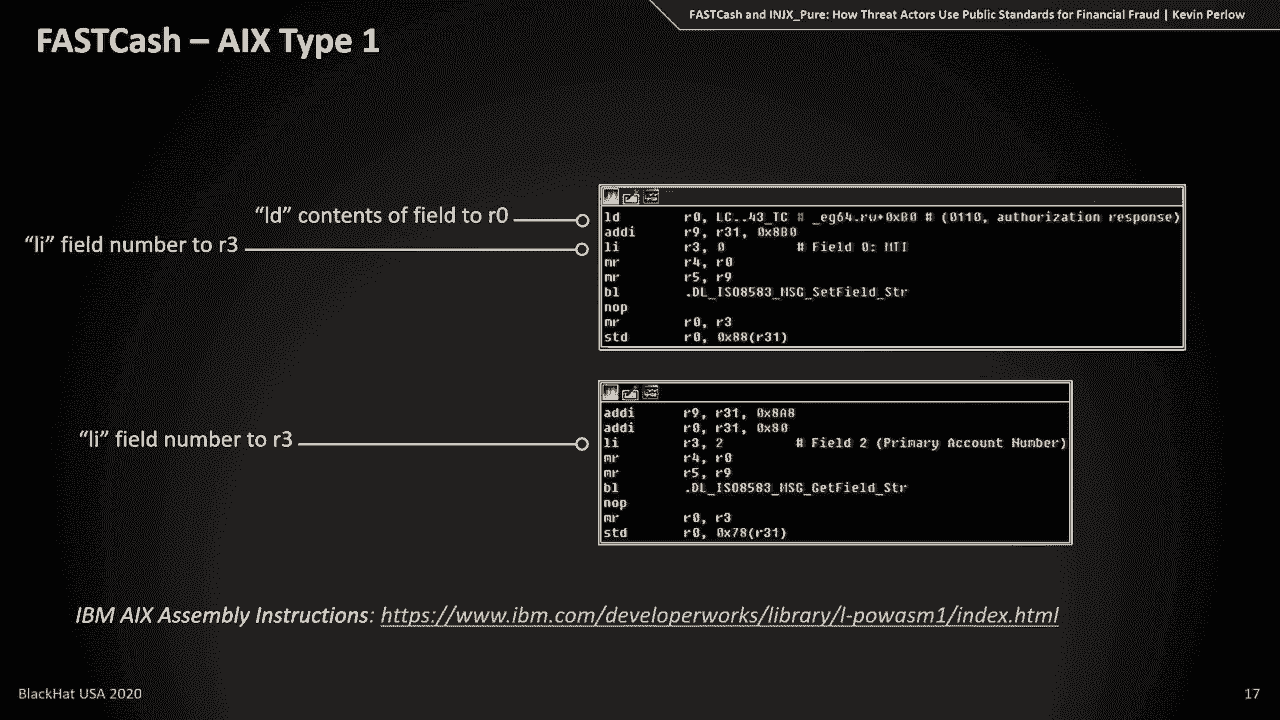 FASTCash and INJX_Pure: How Threat Actors Use Public Standards for Financial Fraud | Kevin Perlow
FASTCash – AIX Type 1
"ld" contents of field to r0
"li" field number to r3
ld r0, LC..43_TC # _eg64.rw+0xB0 # (0110, authorization response)
addi r9, r31, 0x8B0
li r3, 0 # Field 0: MTI
mr r4, r0
mr r5, r9
bl .DL_ISO8583_MSG_SetField_Str
nop
mr r0, r3
std r0, 0x88(r31)
"li" field number to r3
addi r9, r31, 0x8A8
addi r0, r31, 0x80
li r3, 2 # Field 2 (Primary Account Number)
mr r4, r0
mr r5, r9
bl .DL_ISO8583_MSG_GetField_Str
nop
mr r0, r3
std r0, 0x78(r31)
IBM AIX Assembly Instructions: https://www.ibm.com/developerworks/library/l-powasm1/index.html
BlackHat USA 2020
17